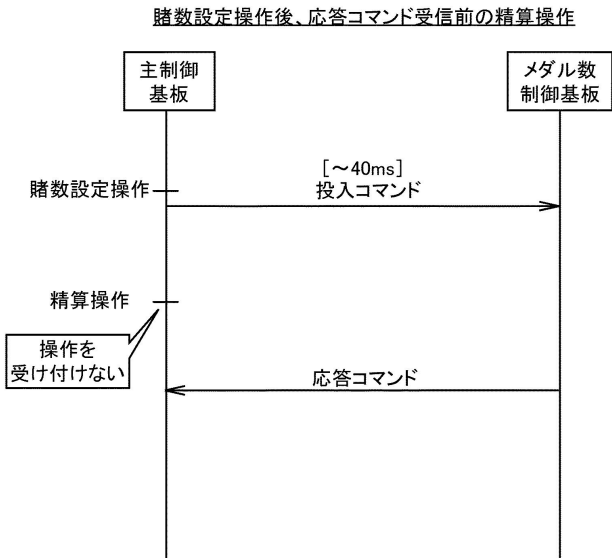 賭数設定操作後、応答コマンド受信前の精算操作
主制御
基板
メダル数
制御基板
[～40ms]
賭数設定操作
投入コマンド
精算操作
操作を
受け付けない
応答コマンド